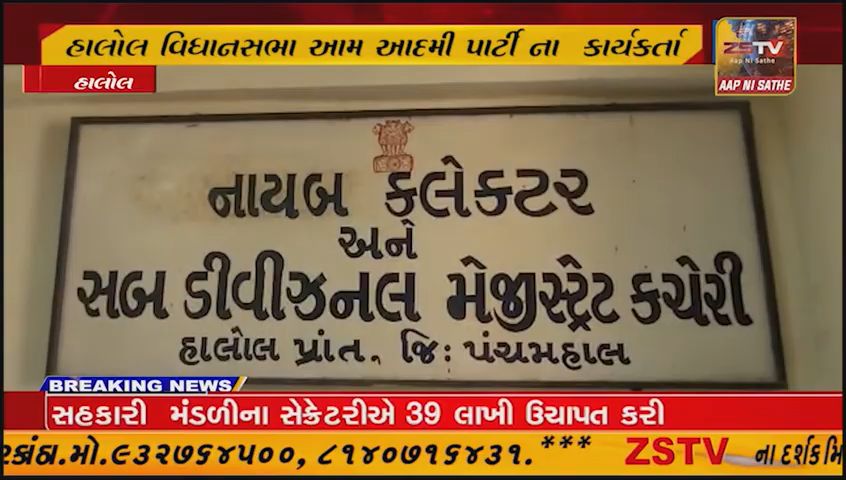 હાલોલ વિધાનસભા આમ આદમી પાર્ટી ના કાર્યકર્તા
ZSTV
Aap Ni Sathe
AAP NI SATHE
હાલોલ
નાયબ કલેક્ટર
અને
સબ ડીવીઝનલ મેજીસ્ટ્રેટ કચેરી
હાલોલ પ્રાંત. જિ: પંચમહાલ
BREAKING NEWS
સહકારી મંડળીના સેક્રેટરીએ 39 લાખી ઉચાપત કરી
રકાંઠા.મો.૯૩૨૭૬૪૫૦૦, ૮૧૪૦૭૧૬૪૩૧.*** ZSTV ના દર્શક મિ